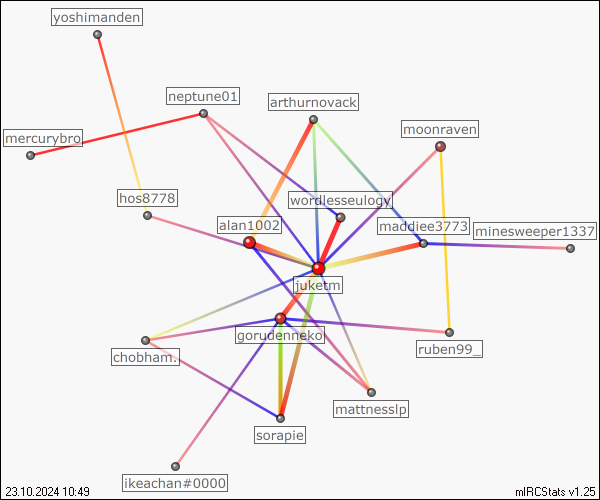 yoshimanden
neptune01
arthurnovack
moonraven
mercurybro
hos8778
wordlesseulogy
alan1002
maddiee3773
minesweeper1337
juketm
gorudenneko
chobham.
ruben99_
mattnesslp
sorapie
ikeachan#0000
23.10.2024 10:49
mIRCStats v1.25